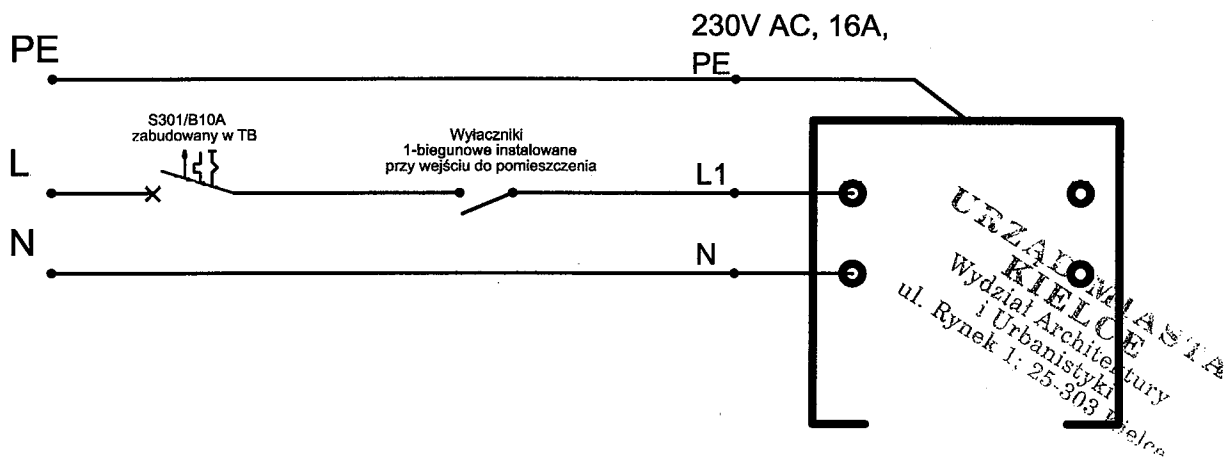 230V AC, 16A,
PE
PE
S301/B10A
zabudowany w TB
Wyłaczniki
1-biegunowe instalowane
przy wejściu do pomieszczenia
L
L1
N
N
URZĄD MIASTA
KIELCE
Wydział Architektury
i Urbanistyki
ul. Rynek 1; 25-303 Kielce